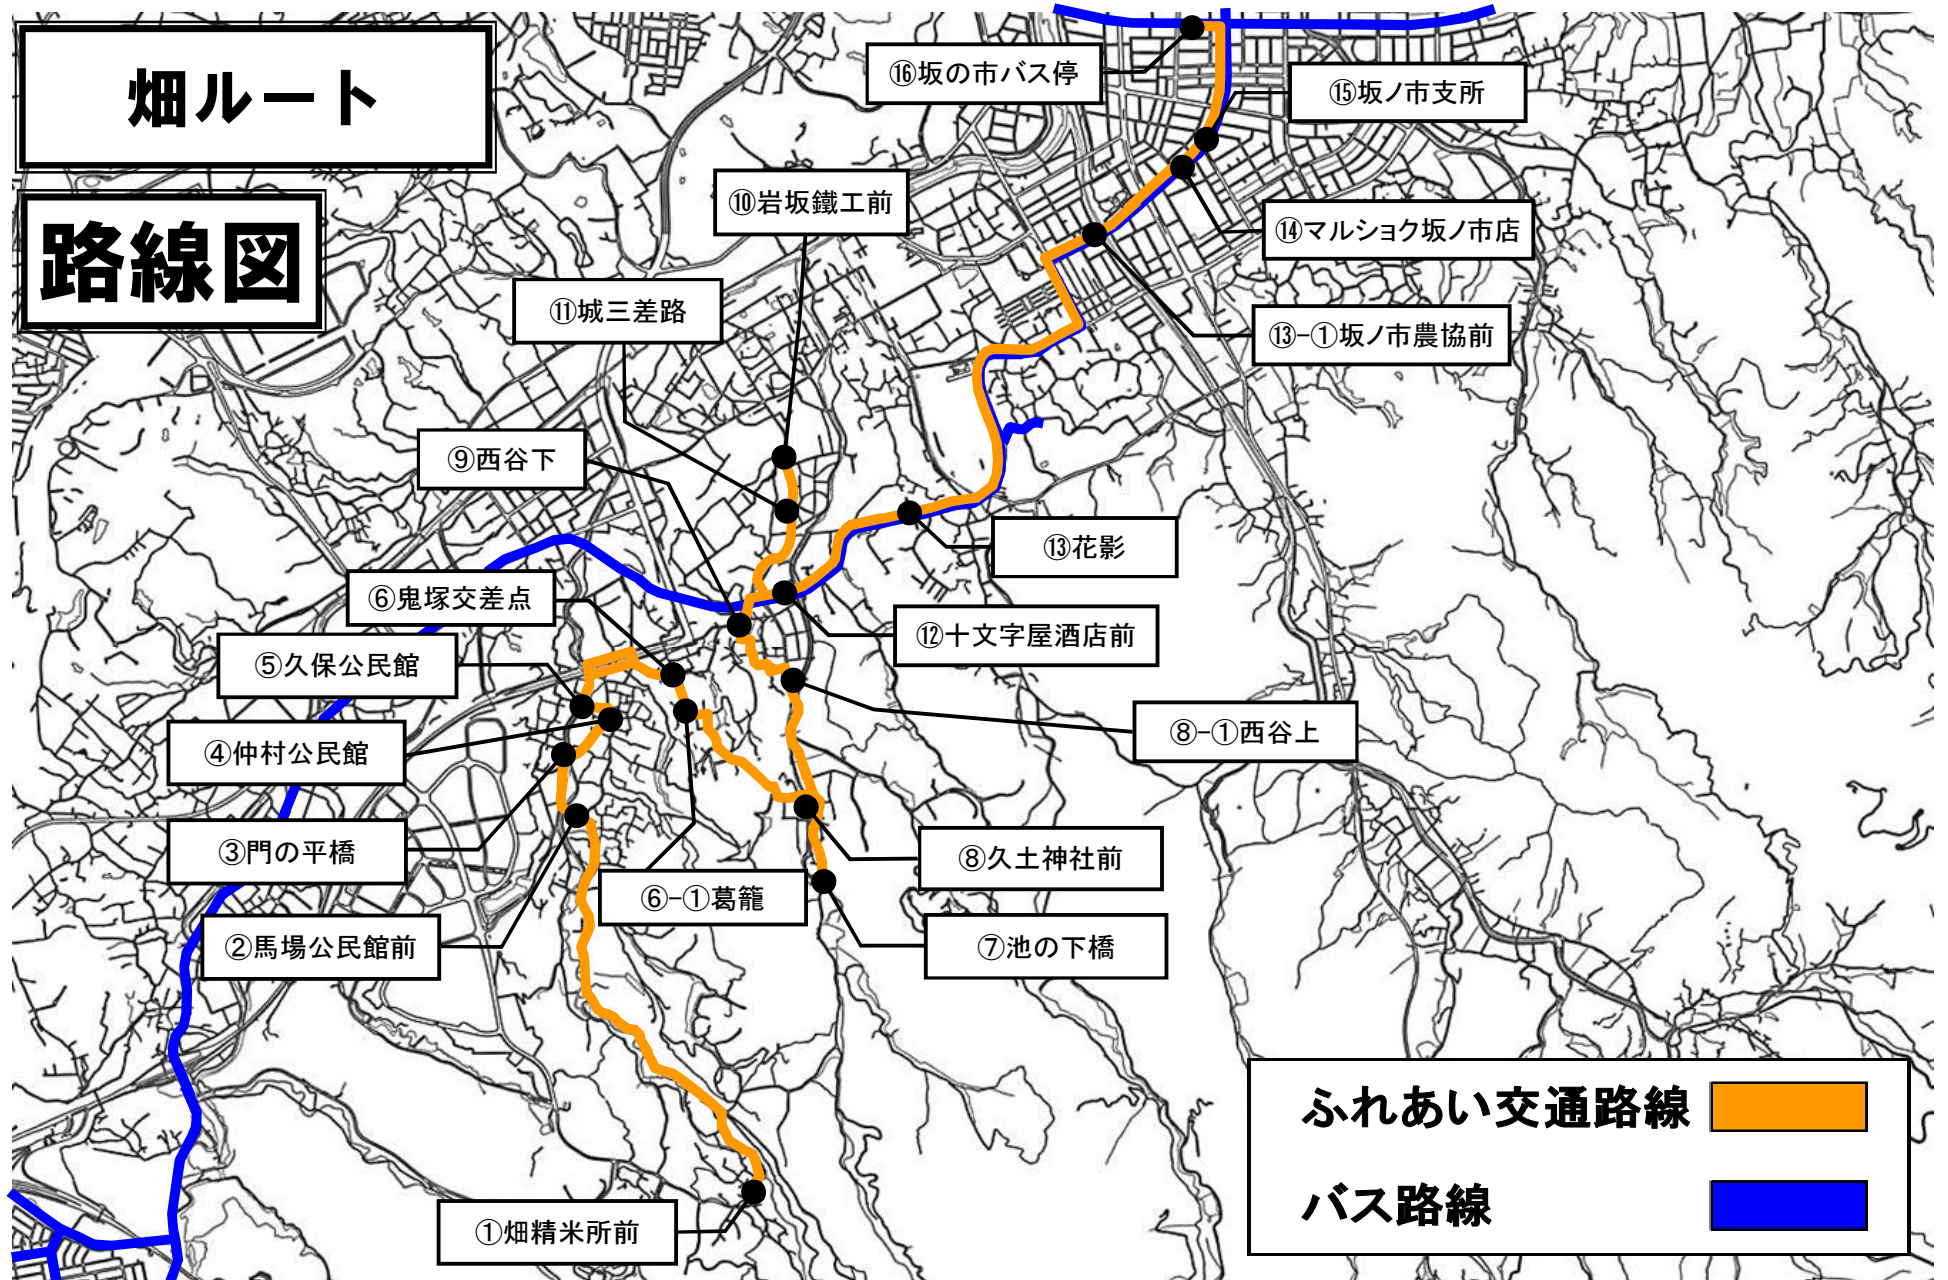 畑ルート
路線図
⑯坂の市バス停
⑮坂ノ市支所
⑩岩坂鐵工前
⑭マルショク坂ノ市店
⑪城三差路
⑬-①坂ノ市農協前
⑨西谷下
⑬花影
⑥鬼塚交差点
⑫十文字屋酒店前
⑤久保公民館
⑧-①西谷上
④仲村公民館
③門の平橋
⑧久土神社前
⑥-①葛籠
②馬場公民館前
⑦池の下橋
①畑精米所前
ふれあい交通路線
バス路線